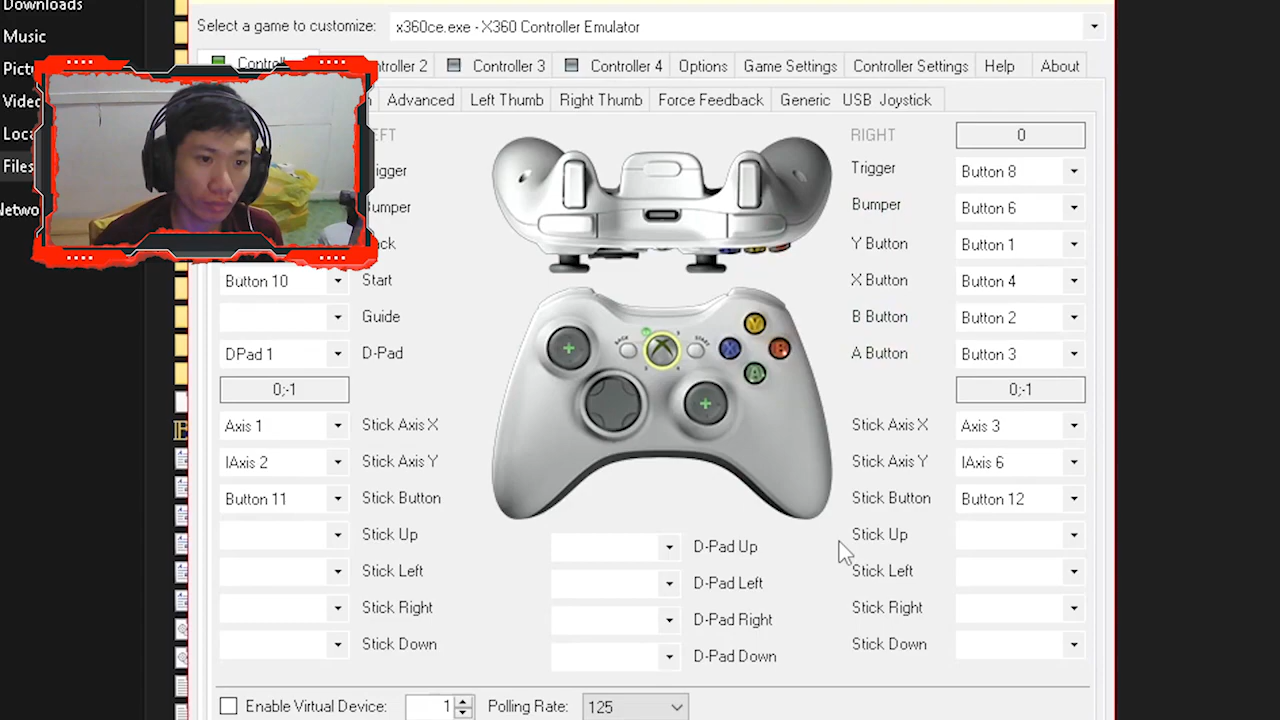 Downloads
Select a game to customize: x360ce.exe - X360 Controller Emulator
Music
Controller 2 Controller 3 Controller 4 Options Game Settings Controller Settings Help About
Advanced Left Thumb Right Thumb Force Feedback Generic USB Joystick
Files
RIGHT 0
Trigger Button 8
Bumper Button 6
Y Button Button 1
Button 10 Start
X Button Button 4
Guide
B Button Button 2
DPad 1 D-Pad
A Button Button 3
0;-1
0;-1
Axis 1 Stick Axis X
Stick Axis X Axis 3
IAxis 2 Stick Axis Y
Stick Axis Y IAxis 6
Button 11 Stick Button
Stick Button Button 12
Stick Up
D-Pad Up
Stick Up
Stick Left
D-Pad Left
Stick Left
Stick Right
D-Pad Right
Stick Right
Stick Down
D-Pad Down
Stick Down
Enable Virtual Device: 1 Polling Rate: 125